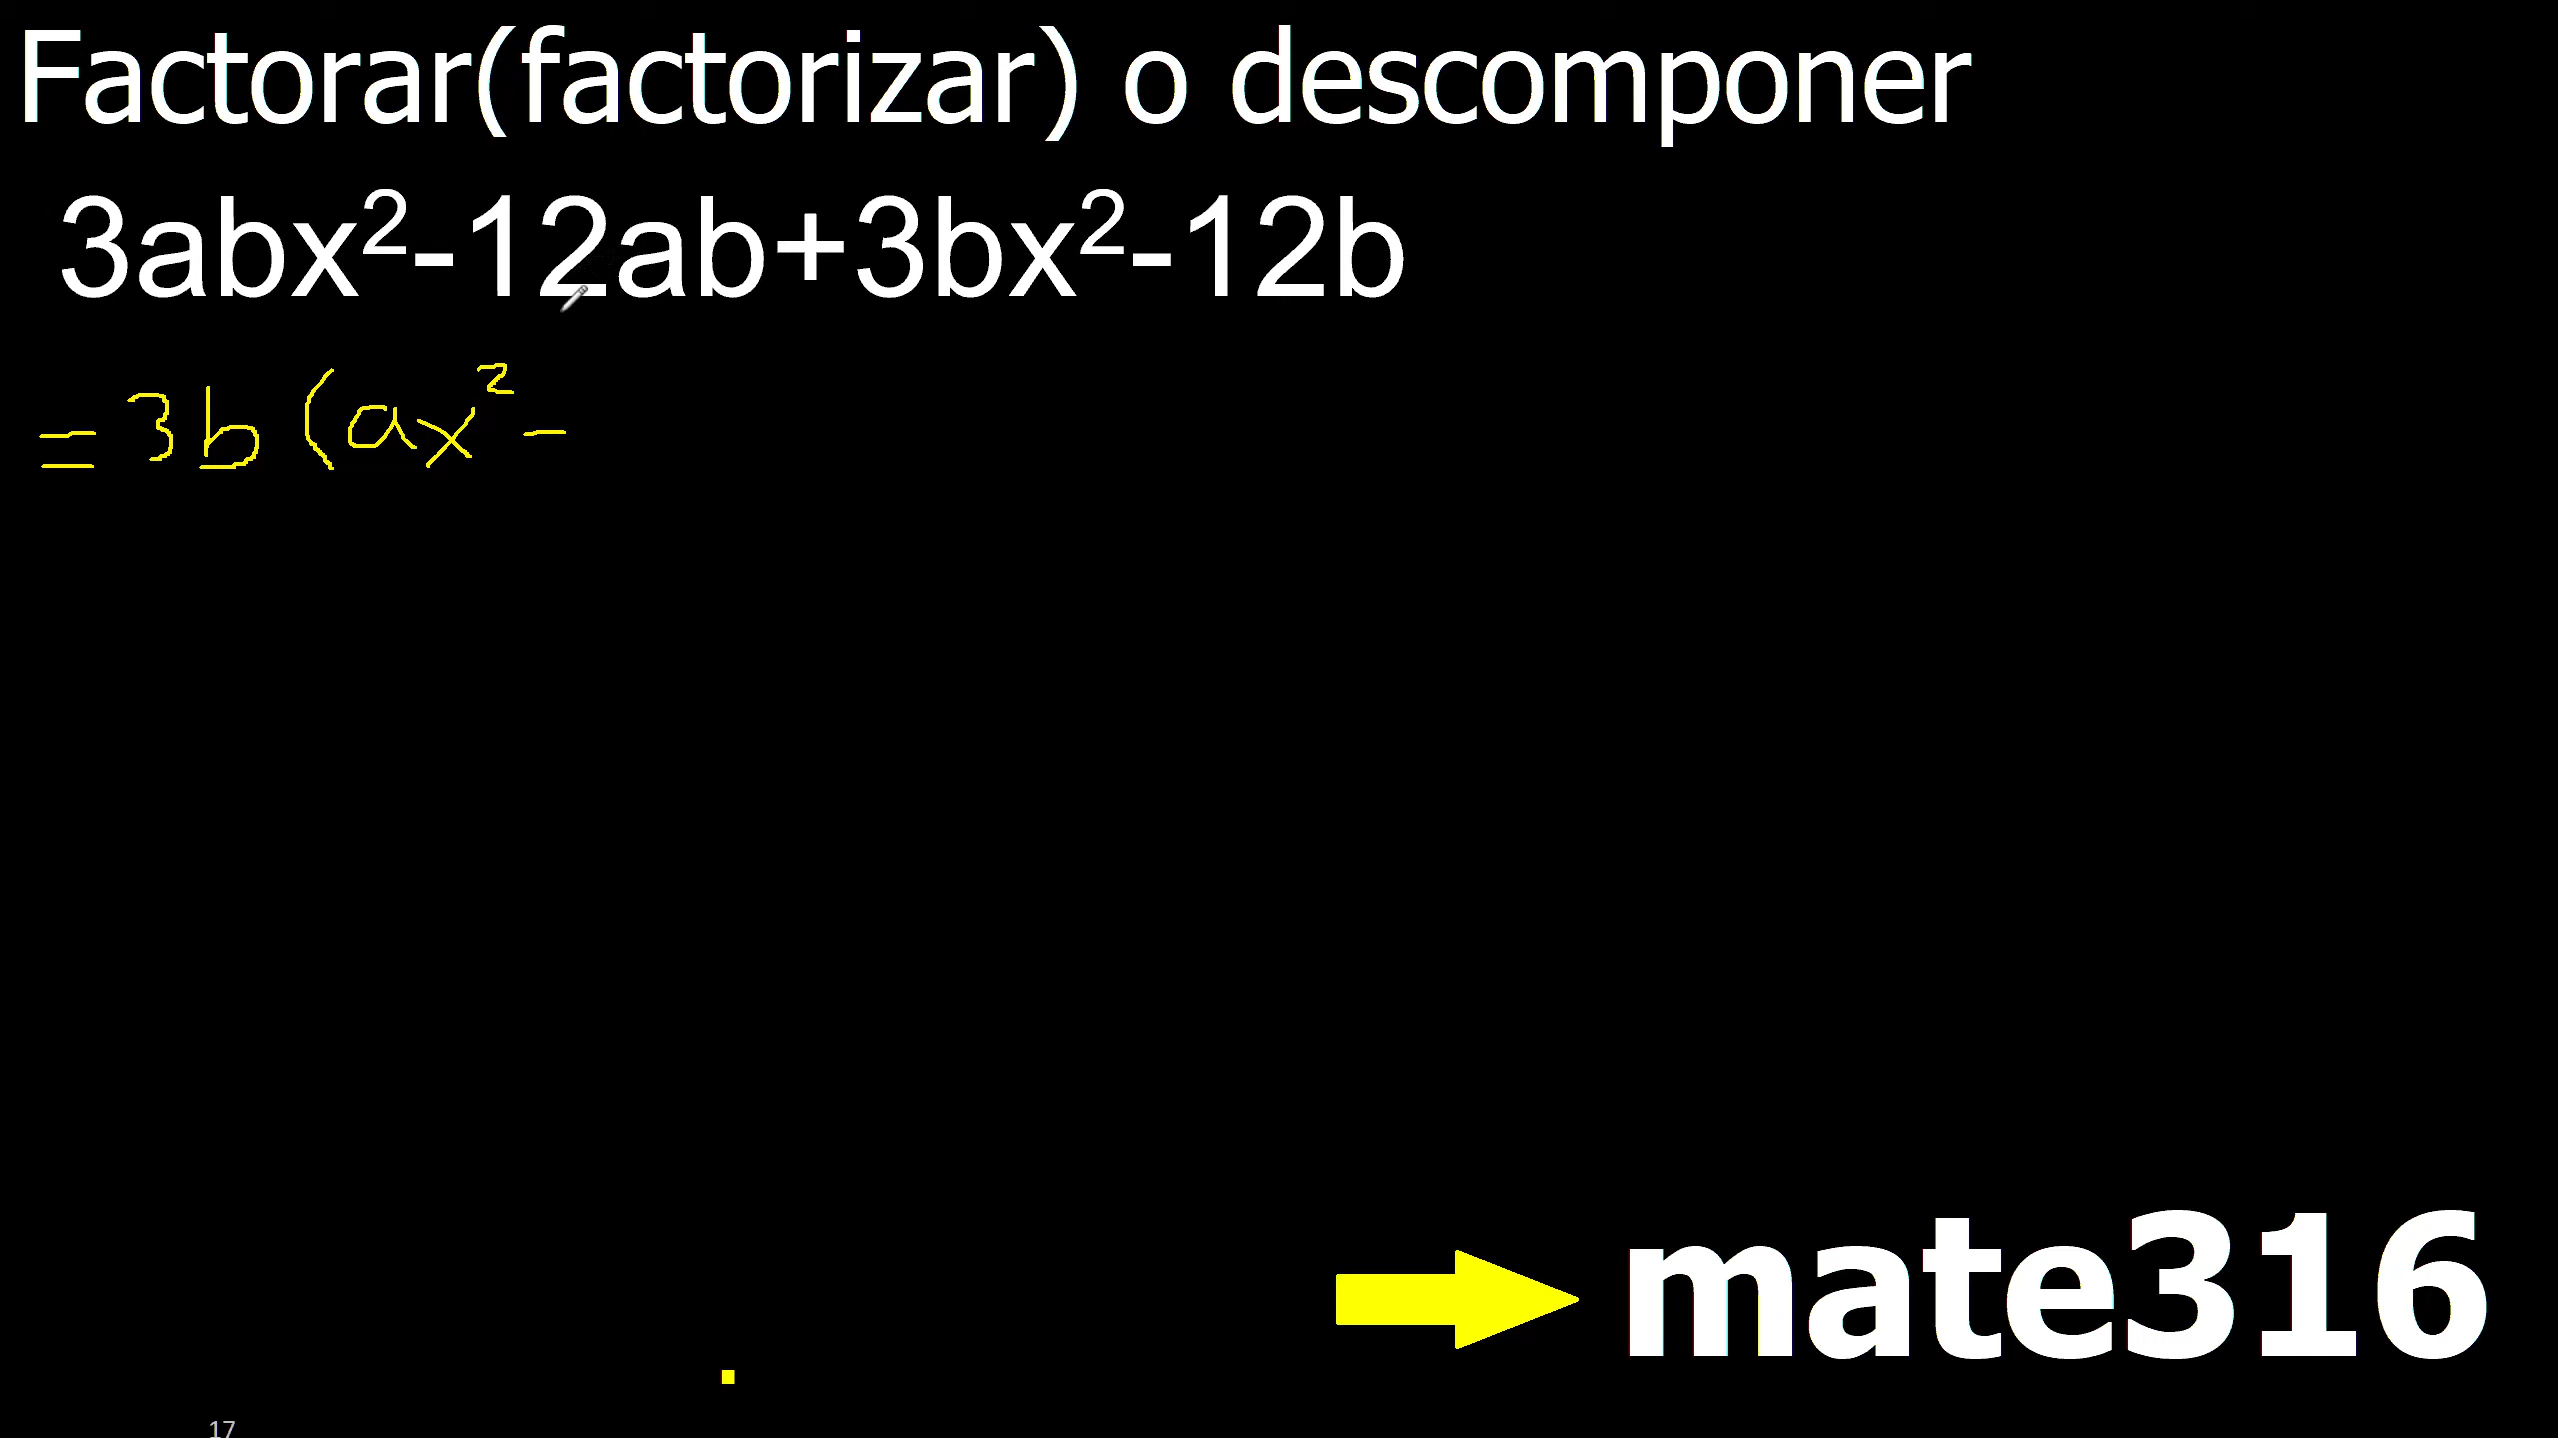 Factorar(factorizar) o descomponer
3abx²-12ab+3bx²-12b
= 3b (ax² -
mate316
17